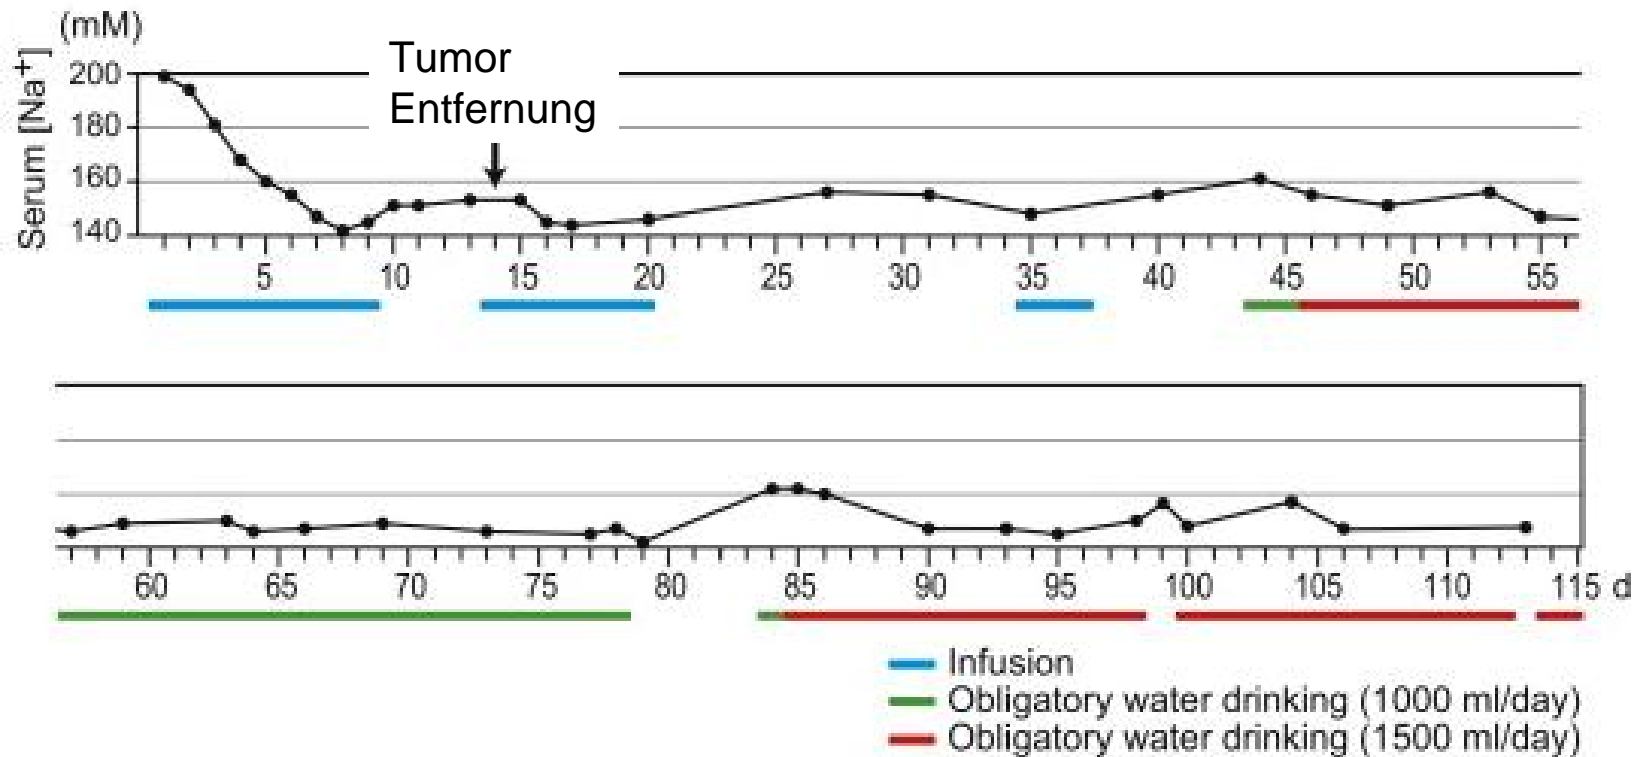 (mM)
Serum [Na+]
200
180
160
140
Tumor
Entfernung
5 10 15 20 25 30 35 40 45 50 55
60 65 70 75 80 85 90 95 100 105 110 115 d
Infusion
Obligatory water drinking (1000 ml/day)
Obligatory water drinking (1500 ml/day)